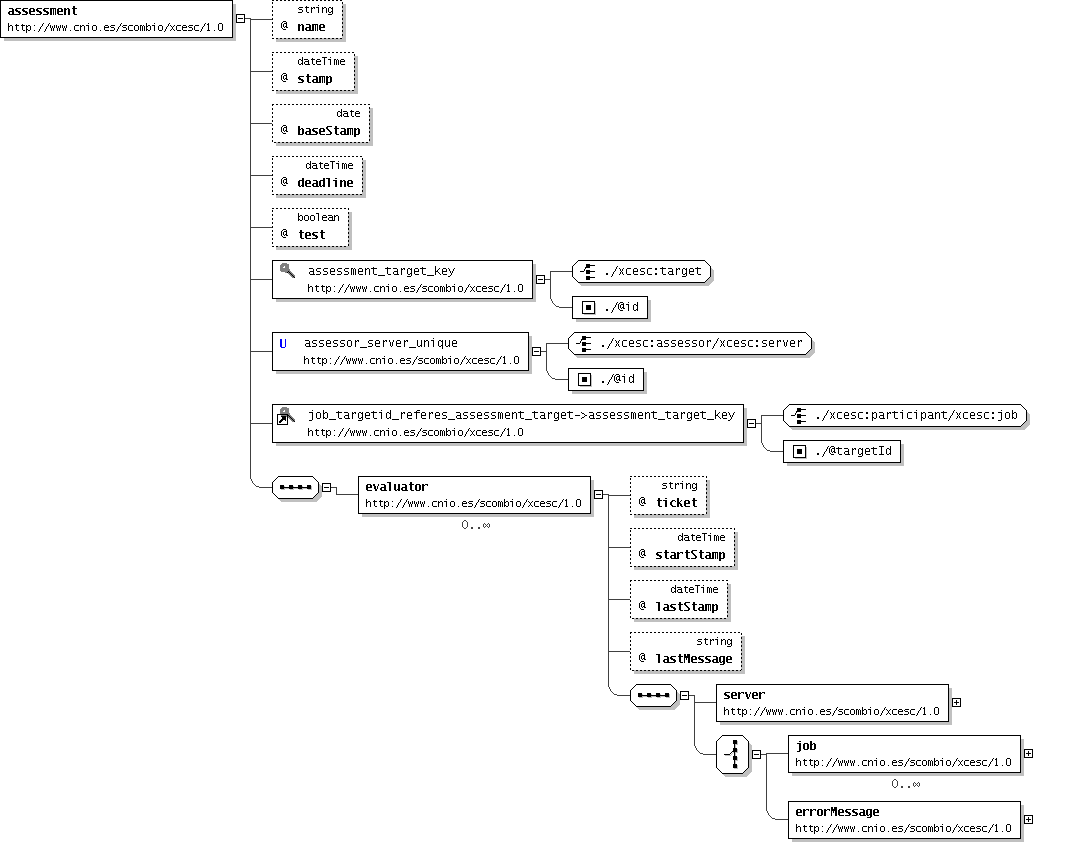 assessment
http://www.cnio.es/scombio/xcesc/1.0
string
@ name
dateTime
@ stamp
date
@ baseStamp
dateTime
@ deadline
boolean
@ test
assessment_target_key
http://www.cnio.es/scombio/xcesc/1.0
./xcesc:target
./@id
U assessor_server_unique
http://www.cnio.es/scombio/xcesc/1.0
./xcesc:assessor/xcesc:server
./@id
job_targetid_referes_assessment_target->assessment_target_key
http://www.cnio.es/scombio/xcesc/1.0
./xcesc:participant/xcesc:job
./@targetId
evaluator
http://www.cnio.es/scombio/xcesc/1.0
0..∞
string
@ ticket
dateTime
@ startStamp
dateTime
@ lastStamp
string
@ lastMessage
server
http://www.cnio.es/scombio/xcesc/1.0
job
http://www.cnio.es/scombio/xcesc/1.0
0..∞
errorMessage
http://www.cnio.es/scombio/xcesc/1.0